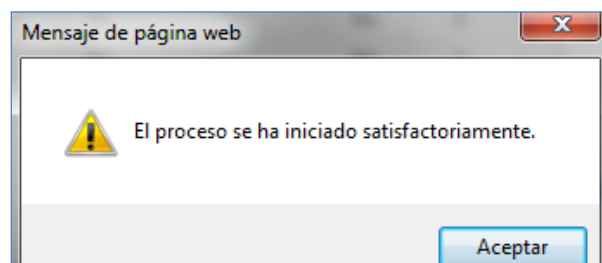 Mensaje de página web
El proceso se ha iniciado satisfactoriamente.
Aceptar